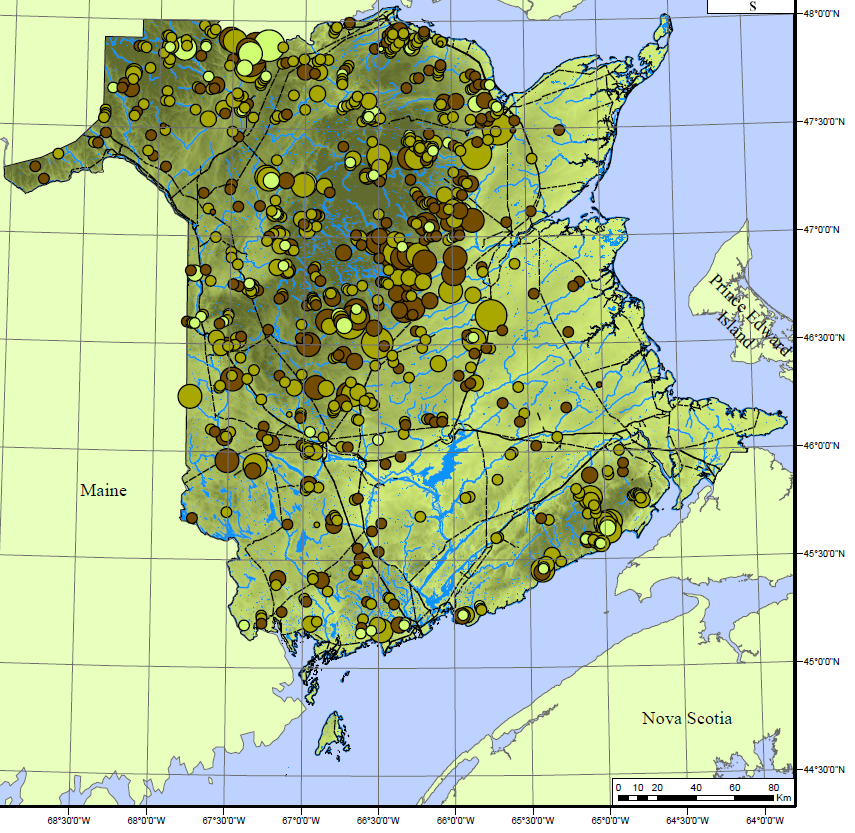 S
48°0'0"N
47°30'0"N
47°0'0"N
Prince Edward
Island
46°30'0"N
46°0'0"N
Maine
45°30'0"N
45°0'0"N
Nova Scotia
44°30'0"N
0 10 20 40 60 80
Km
68°30'0"W 68°0'0"W 67°30'0"W 67°0'0"W 66°30'0"W 66°0'0"W 65°30'0"W 65°0'0"W 64°30'0"W 64°0'0"W